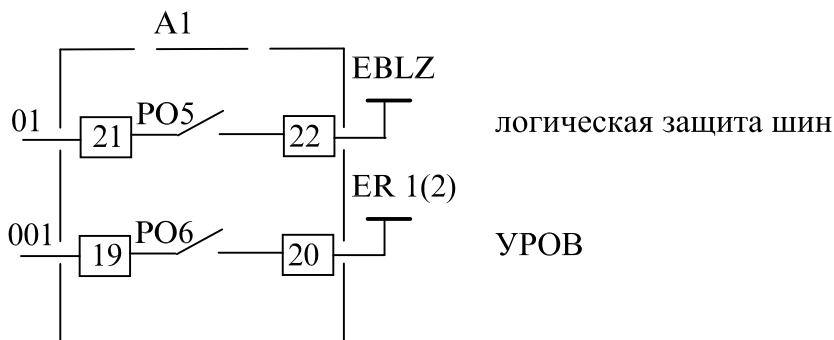 A1
EBLZ
01 21 PO5 22 логическая защита шин
ER 1(2)
001 19 PO6 20 УРОВ